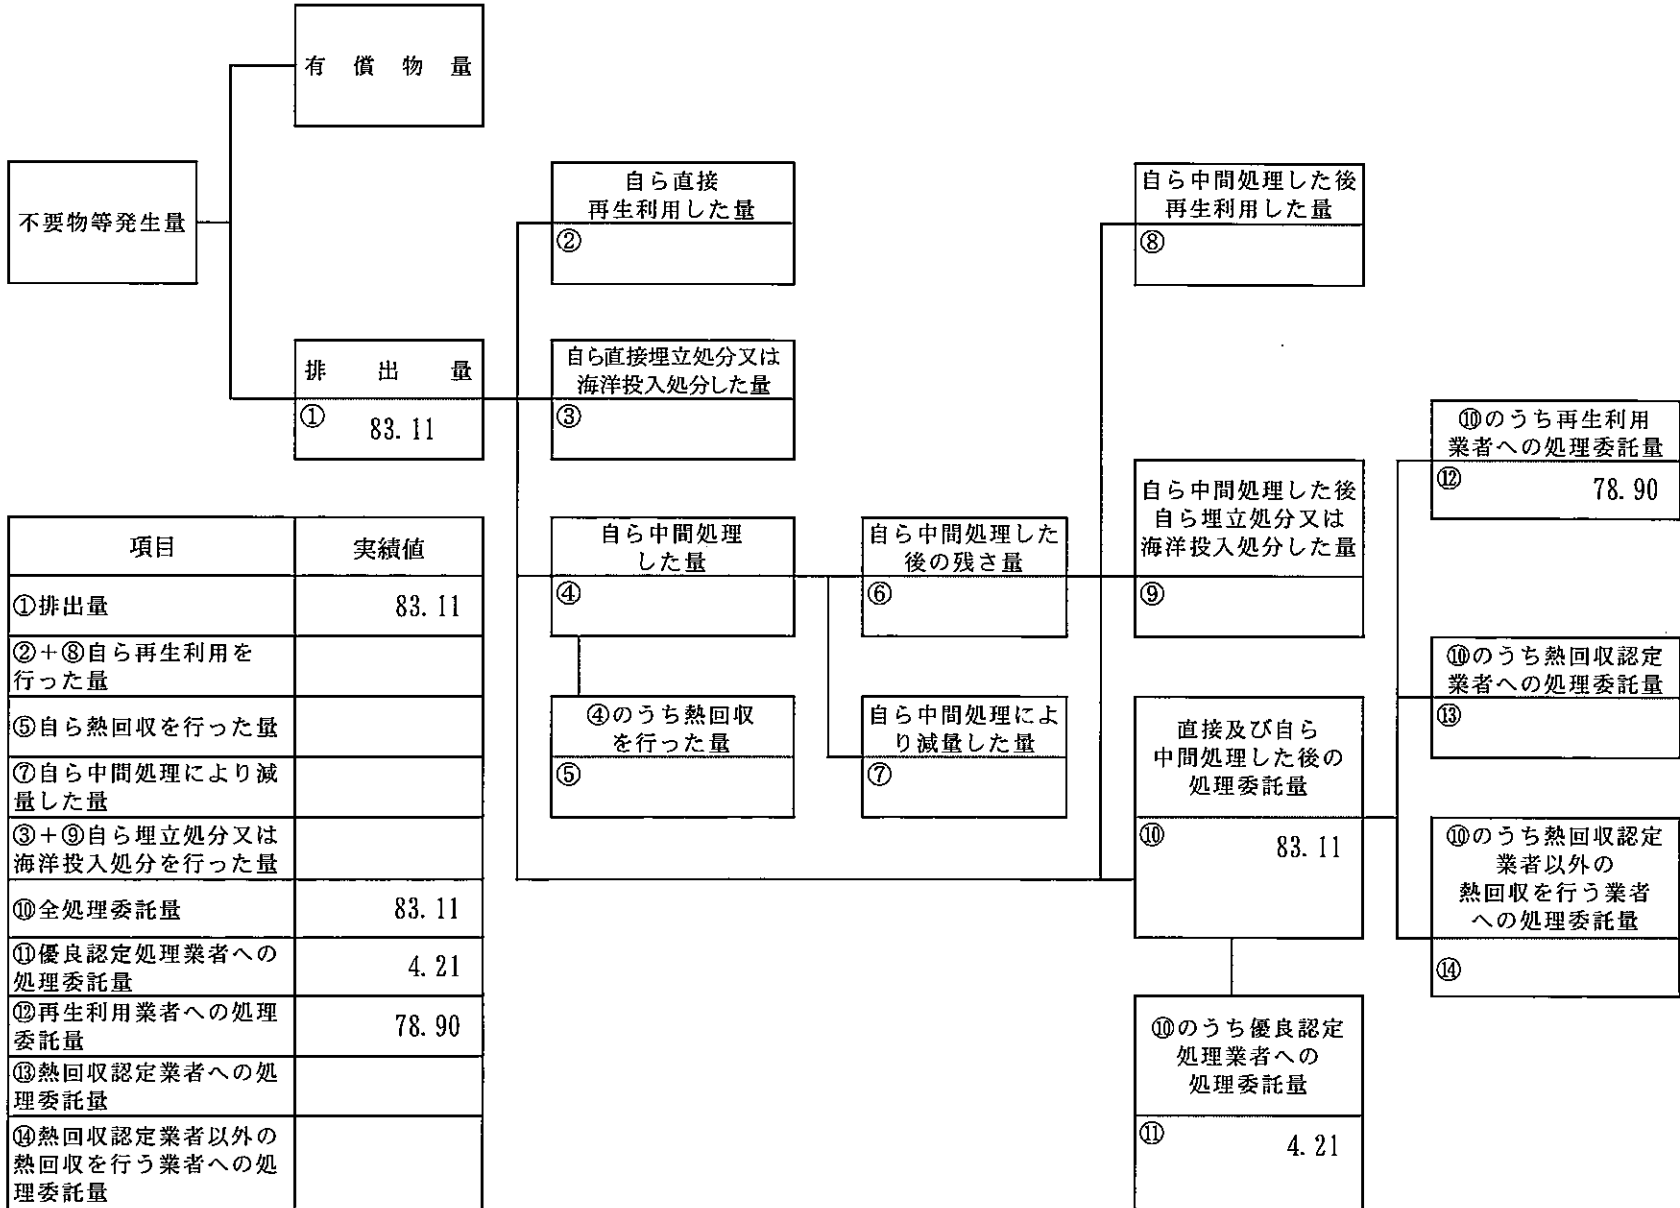 有償物量
不要物等発生量
排出量
① 83.11
自ら直接
再生利用した量
②
自ら直接埋立処分又は
海洋投入処分した量
③
自ら中間処理
した量
④
④のうち熱回収
を行った量
⑤
自ら中間処理した
後の残さ量
⑥
自ら中間処理によ
り減量した量
⑦
自ら中間処理した後
再生利用した量
⑧
自ら中間処理した後
自ら埋立処分又は
海洋投入処分した量
⑨
直接及び自ら
中間処理した後の
処理委託量
⑩ 83.11
⑩のうち優良認定
処理業者への
処理委託量
⑪ 4.21
⑩のうち再生利用
業者への処理委託量
⑫ 78.90
⑩のうち熱回収認定
業者への処理委託量
⑬
⑩のうち熱回収認定
業者以外の
熱回収を行う業者
への処理委託量
⑭
項目 実績値
①排出量 83.11
②+⑧自ら再生利用を
行った量
⑤自ら熱回収を行った量
⑦自ら中間処理により減
量した量
③+⑨自ら埋立処分又は
海洋投入処分を行った量
⑩全処理委託量 83.11
⑪優良認定処理業者への
処理委託量 4.21
⑫再生利用業者への処理
委託量 78.90
⑬熱回収認定業者への処
理委託量
⑭熱回収認定業者以外の
熱回収を行う業者への処
理委託量